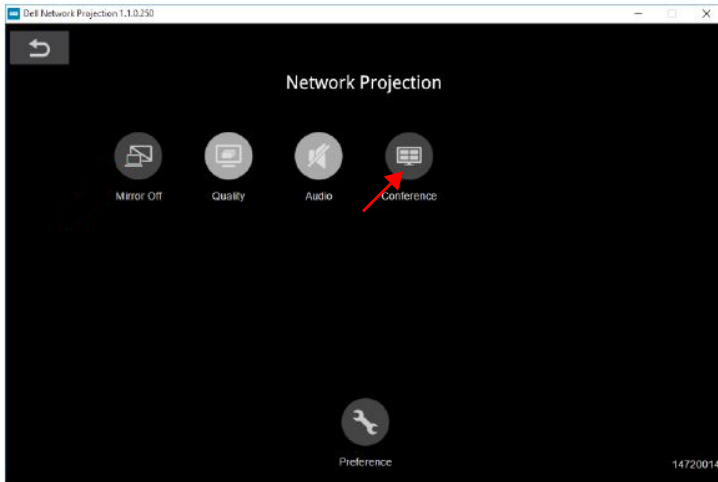 Dell Network Projection 1.1.0.250
Network Projection
Mirror Off Quality Audio Conference
Preference
14720014